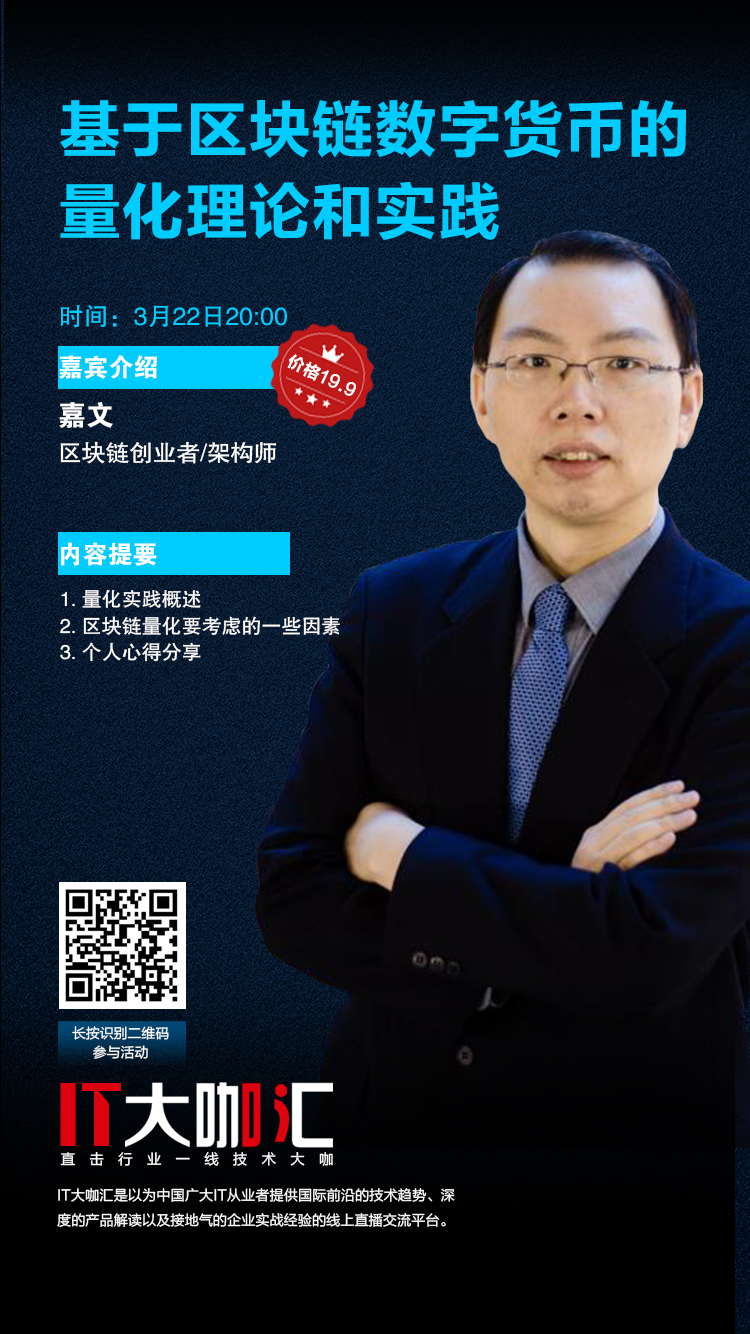 基于区块链数字货币的
量化理论和实践
时间：3月22日20:00
嘉宾介绍
价格19.9
嘉文
区块链创业者/架构师
内容提要
1. 量化实践概述
2. 区块链量化要考虑的一些因素
3. 个人心得分享
长按识别二维码
参与活动
IT大咖汇
直击行业一线技术大咖
IT大咖汇是以为中国广大IT从业者提供国际前沿的技术趋势、深
度的产品解读以及接地气的企业实战经验的线上直播交流平台。